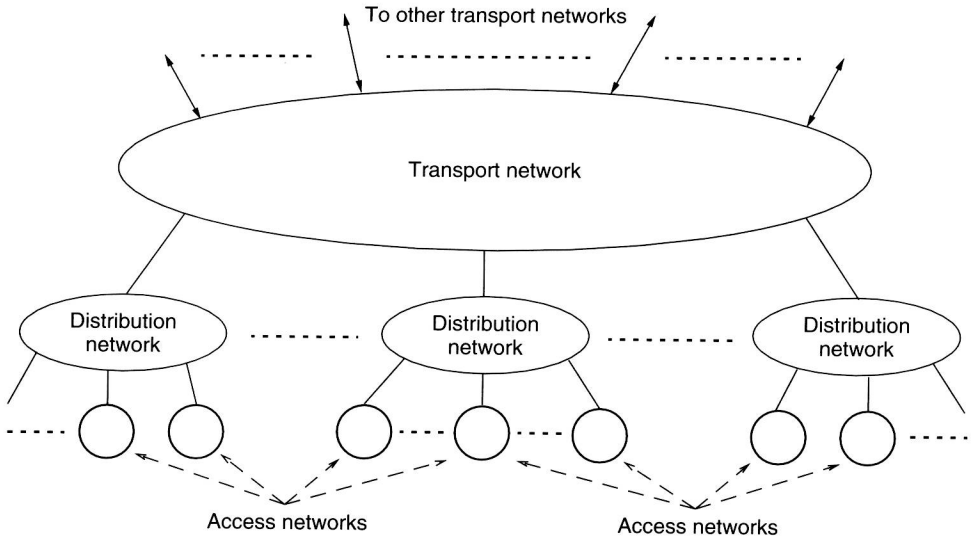 To other transport networks
Transport network
Distribution
network
Distribution
network
Distribution
network
Access networks
Access networks